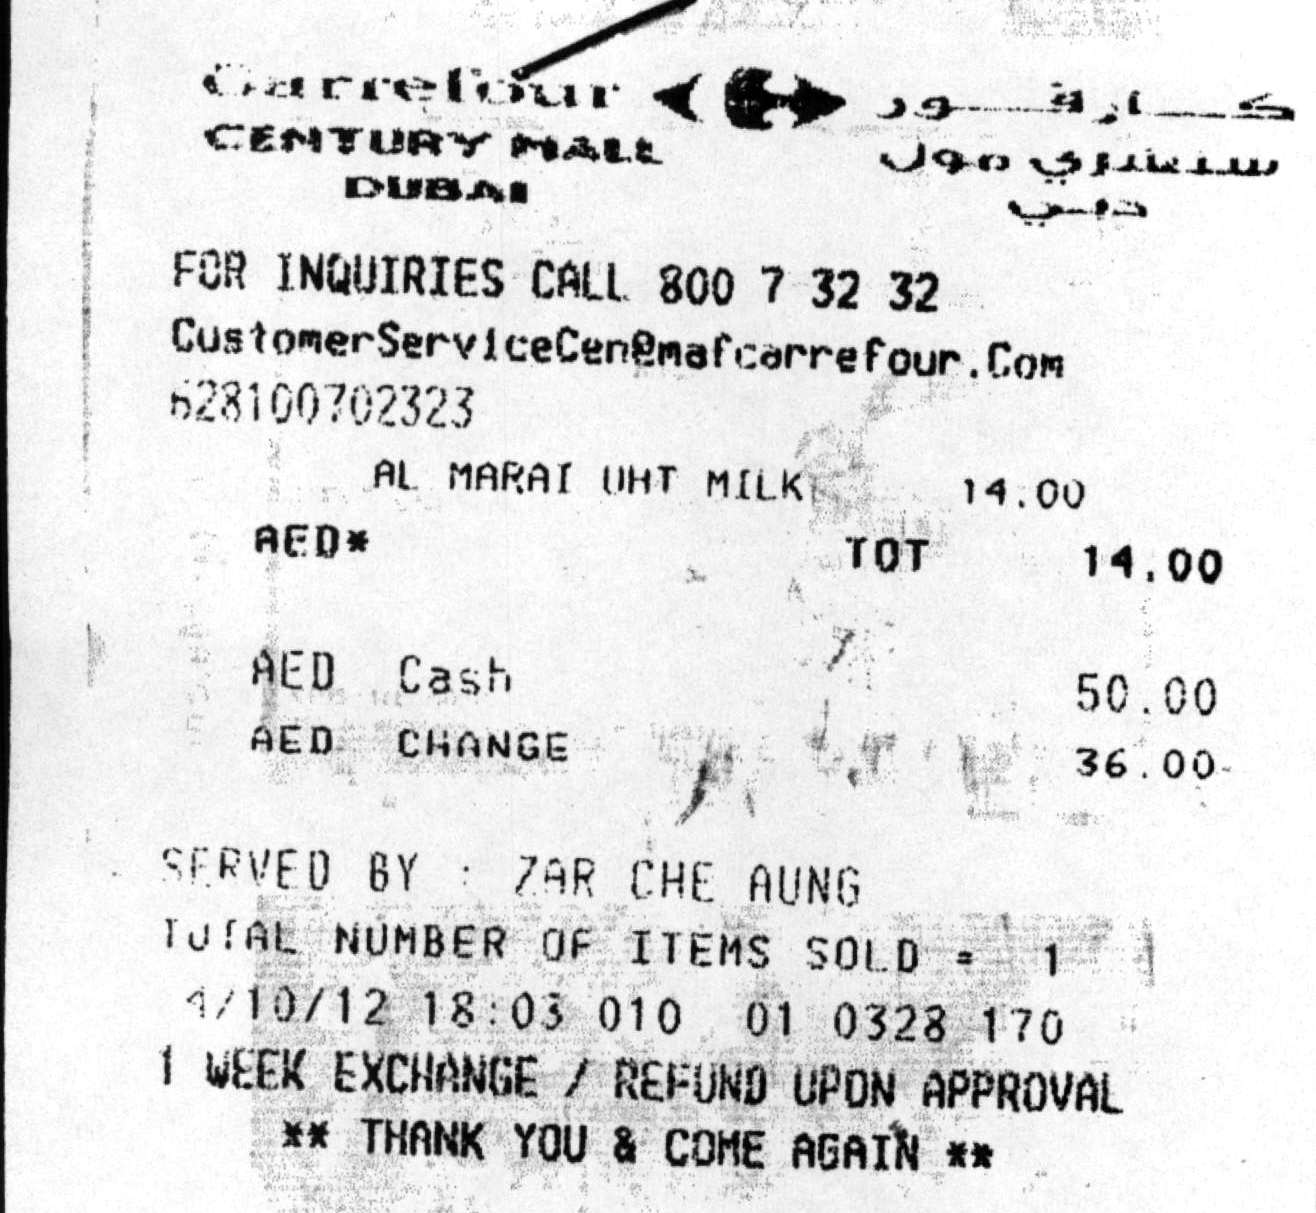 Carrefour كارفور
CENTURY MALL سنشري مول
DUBAI دبي
FOR INQUIRIES CALL 800 7 32 32
CustomerServiceCen@mafcarrefour.Com
628100702323
AL MARAI UHT MILK 14.00
AED* TOT 14.00
AED Cash 50.00
AED CHANGE 36.00
SERVED BY : ZAR CHE AUNG
TOTAL NUMBER OF ITEMS SOLD = 1
4/10/12 18:03 010 01 0328 170
1 WEEK EXCHANGE / REFUND UPON APPROVAL
** THANK YOU & COME AGAIN **